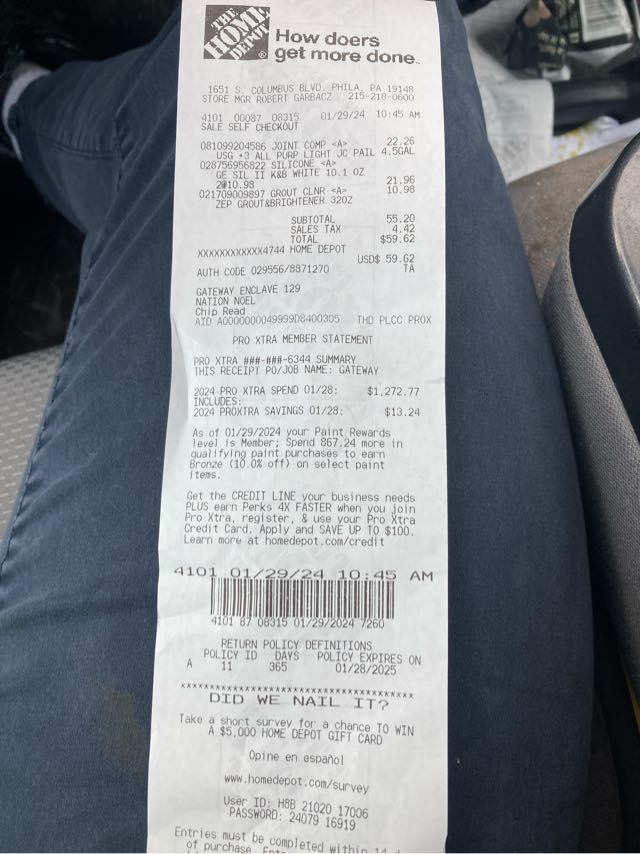 THE HOME DEPOT
How doers
get more done.
1651 S. COLUMBUS BLVD. PHILA, PA 19148
STORE MGR ROBERT GARBACZ 215-218-0600
4101 00087 08315 01/29/24 10:45 AM
SALE SELF CHECKOUT
081099204586 JOINT COMP <A> 22.26
USG +3 ALL PURP LIGHT JC PAIL 4.5GAL
028756956822 SILICONE <A>
GE SIL II K&B WHITE 10.1 OZ
2@10.98 21.96
021709009897 GROUT CLNR <A> 10.98
ZEP GROUT&BRIGHTENER 32OZ
SUBTOTAL 55.20
SALES TAX 4.42
TOTAL $59.62
XXXXXXXXXXXX4744 HOME DEPOT
USD$ 59.62
AUTH CODE 029556/8871270 TA
GATEWAY ENCLAVE 129
NATION NOEL
Chip Read
AID A0000000049999D8400305 THD PLCC PROX
PRO XTRA MEMBER STATEMENT
PRO XTRA ###-###-6344 SUMMARY
THIS RECEIPT PO/JOB NAME: GATEWAY
2024 PRO XTRA SPEND 01/28: $1,272.77
INCLUDES:
2024 PROXTRA SAVINGS 01/28: $13.24
As of 01/29/2024 your Paint Rewards
level is Member; Spend 867.24 more in
qualifying paint purchases to earn
Bronze (10.0% off) on select paint
items.
Get the CREDIT LINE your business needs
PLUS earn Perks 4X FASTER when you join
Pro Xtra, register, & use your Pro Xtra
Credit Card. Apply and SAVE UP TO $100.
Learn more at homedepot.com/credit
4101 01/29/24 10:45 AM
4101 87 08315 01/29/2024 7260
RETURN POLICY DEFINITIONS
POLICY ID DAYS POLICY EXPIRES ON
A 11 365 01/28/2025
****************************************
DID WE NAIL IT?
Take a short survey for a chance TO WIN
A $5,000 HOME DEPOT GIFT CARD
Opine en español
www.homedepot.com/survey
User ID: H8B 21020 17006
PASSWORD: 24079 16919
Entries must be completed within 14
of purchase.